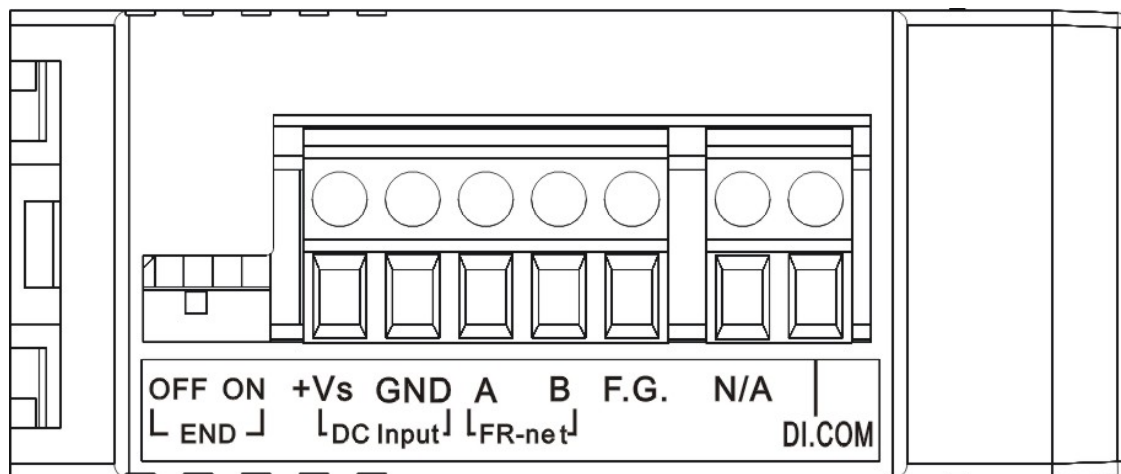 OFF ON +Vs GND A B F.G. N/A
END DC Input FR-net DI.COM